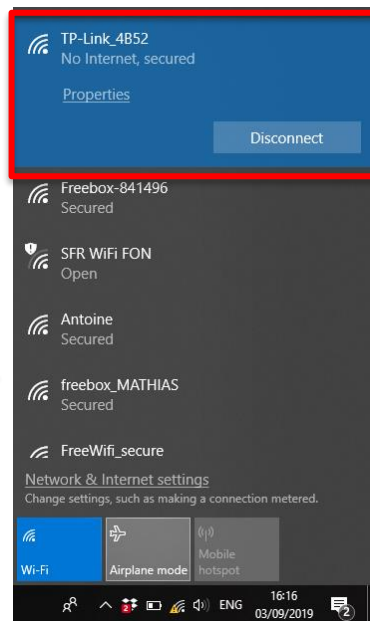 TP-Link_4B52
No Internet, secured
Properties
Disconnect
Freebox-841496
Secured
SFR WiFi FON
Open
Antoine
Secured
freebox_MATHIAS
Secured
FreeWifi_secure
Network & Internet settings
Change settings, such as making a connection metered.
Wi-Fi
Airplane mode
Mobile
hotspot
ENG
16:16
03/09/2019
2